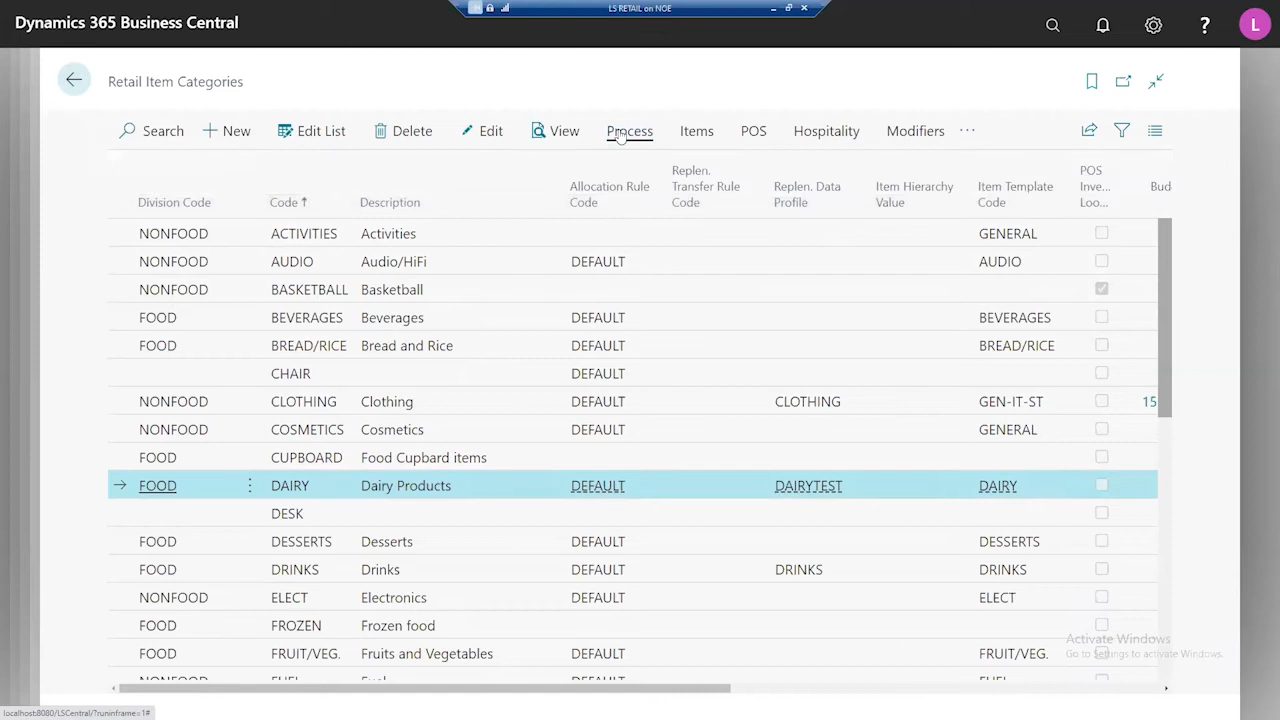 LS RETAIL on NOE
Dynamics 365 Business Central
L
Retail Item Categories
Search New Edit List Delete Edit View Process Items POS Hospitality Modifiers ...
Division Code Code ↑ Description Allocation Rule Code Replen. Transfer Rule Code Replen. Data Profile Item Hierarchy Value Item Template Code POS Inve... Loo... Bud
NONFOOD ACTIVITIES Activities GENERAL
NONFOOD AUDIO Audio/HiFi DEFAULT AUDIO
NONFOOD BASKETBALL Basketball
FOOD BEVERAGES Beverages DEFAULT BEVERAGES
FOOD BREAD/RICE Bread and Rice DEFAULT BREAD/RICE
CHAIR DEFAULT
NONFOOD CLOTHING Clothing DEFAULT CLOTHING GEN-IT-ST 15
NONFOOD COSMETICS Cosmetics DEFAULT GENERAL
FOOD CUPBOARD Food Cupbard items
FOOD DAIRY Dairy Products DEFAULT DAIRYTEST DAIRY
DESK
FOOD DESSERTS Desserts DEFAULT DESSERTS
FOOD DRINKS Drinks DEFAULT DRINKS DRINKS
NONFOOD ELECT Electronics DEFAULT ELECT
FOOD FROZEN Frozen food
FOOD FRUIT/VEG. Fruits and Vegetables DEFAULT FRUIT/VEG.
Activate Windows
Go to Settings to activate Windows.
localhost:8080/LSCentral/?runinframe=1#